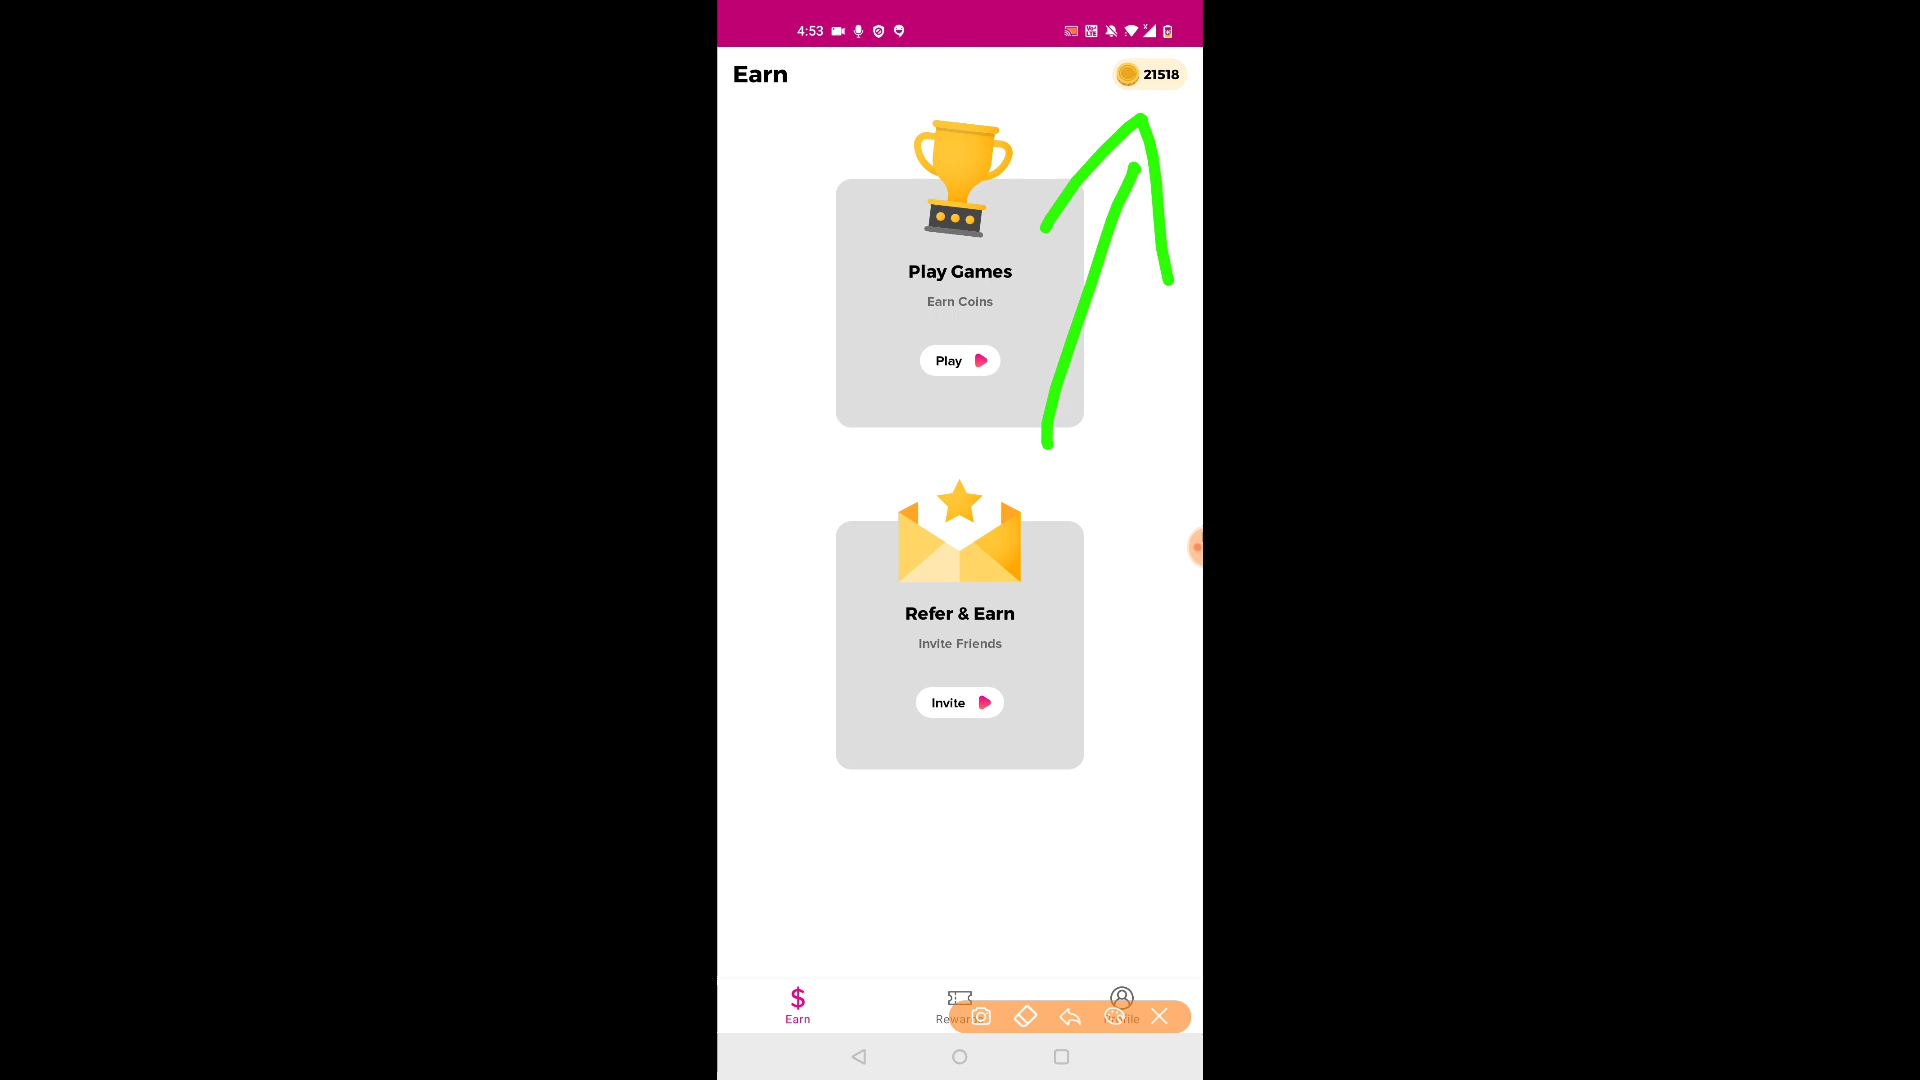 4:53
Earn
21518
Play Games
Earn Coins
Play
Refer & Earn
Invite Friends
Invite
Earn